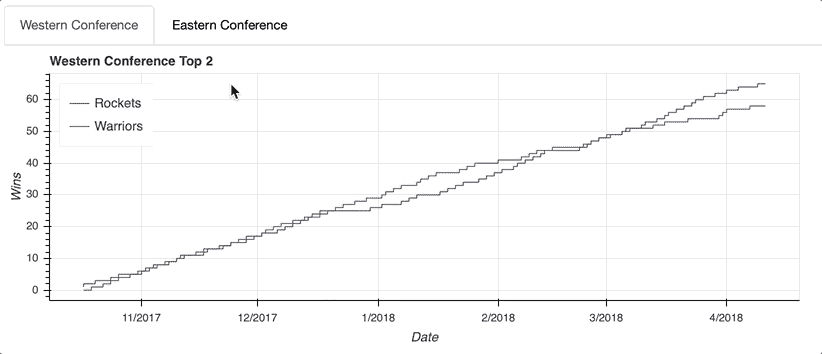 Western Conference
Eastern Conference
Western Conference Top 2
Rockets
Warriors
Wins
60
50
40
30
20
10
0
11/2017
12/2017
1/2018
2/2018
3/2018
4/2018
Date